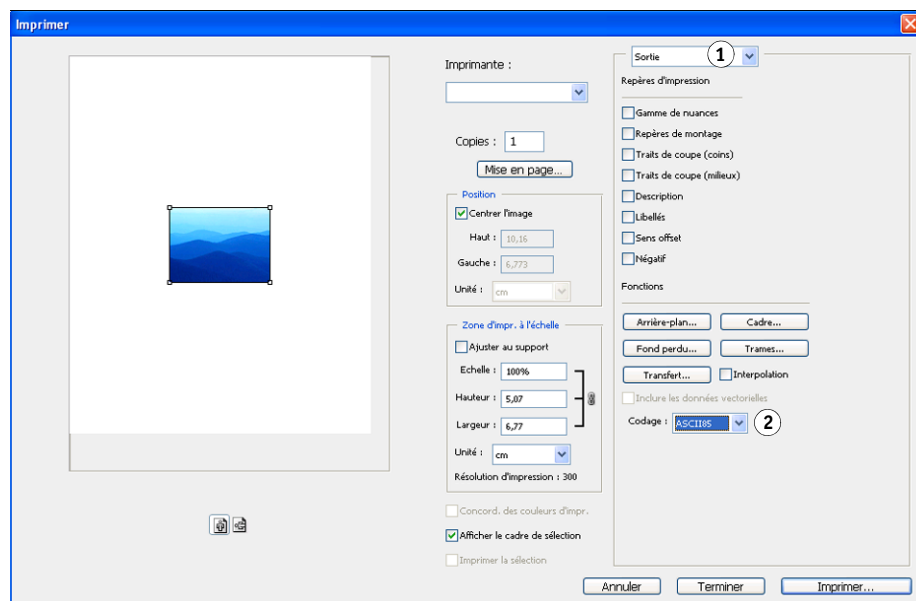 Imprimer
Imprimante :
Copies : 1
Mise en page...
Position
Centrer l'image
Haut : 10,16
Gauche : 6,773
Unité : cm
Zone d'impr. à l'échelle
Ajuster au support
Echelle : 100%
Hauteur : 5,07
Largeur : 6,77
Unité : cm
Résolution d'impression : 300
Concord. des couleurs d'impr.
Afficher le cadre de sélection
Imprimer la sélection
Sortie 1
Repères d'impression
Gamme de nuances
Repères de montage
Traits de coupe (coins)
Traits de coupe (milieux)
Description
Libellés
Sens offset
Négatif
Fonctions
Arrière-plan... Cadre...
Fond perdu... Trames...
Transfert... Interpolation
Inclure les données vectorielles
Codage : ASCII85 2
Annuler Terminer Imprimer...